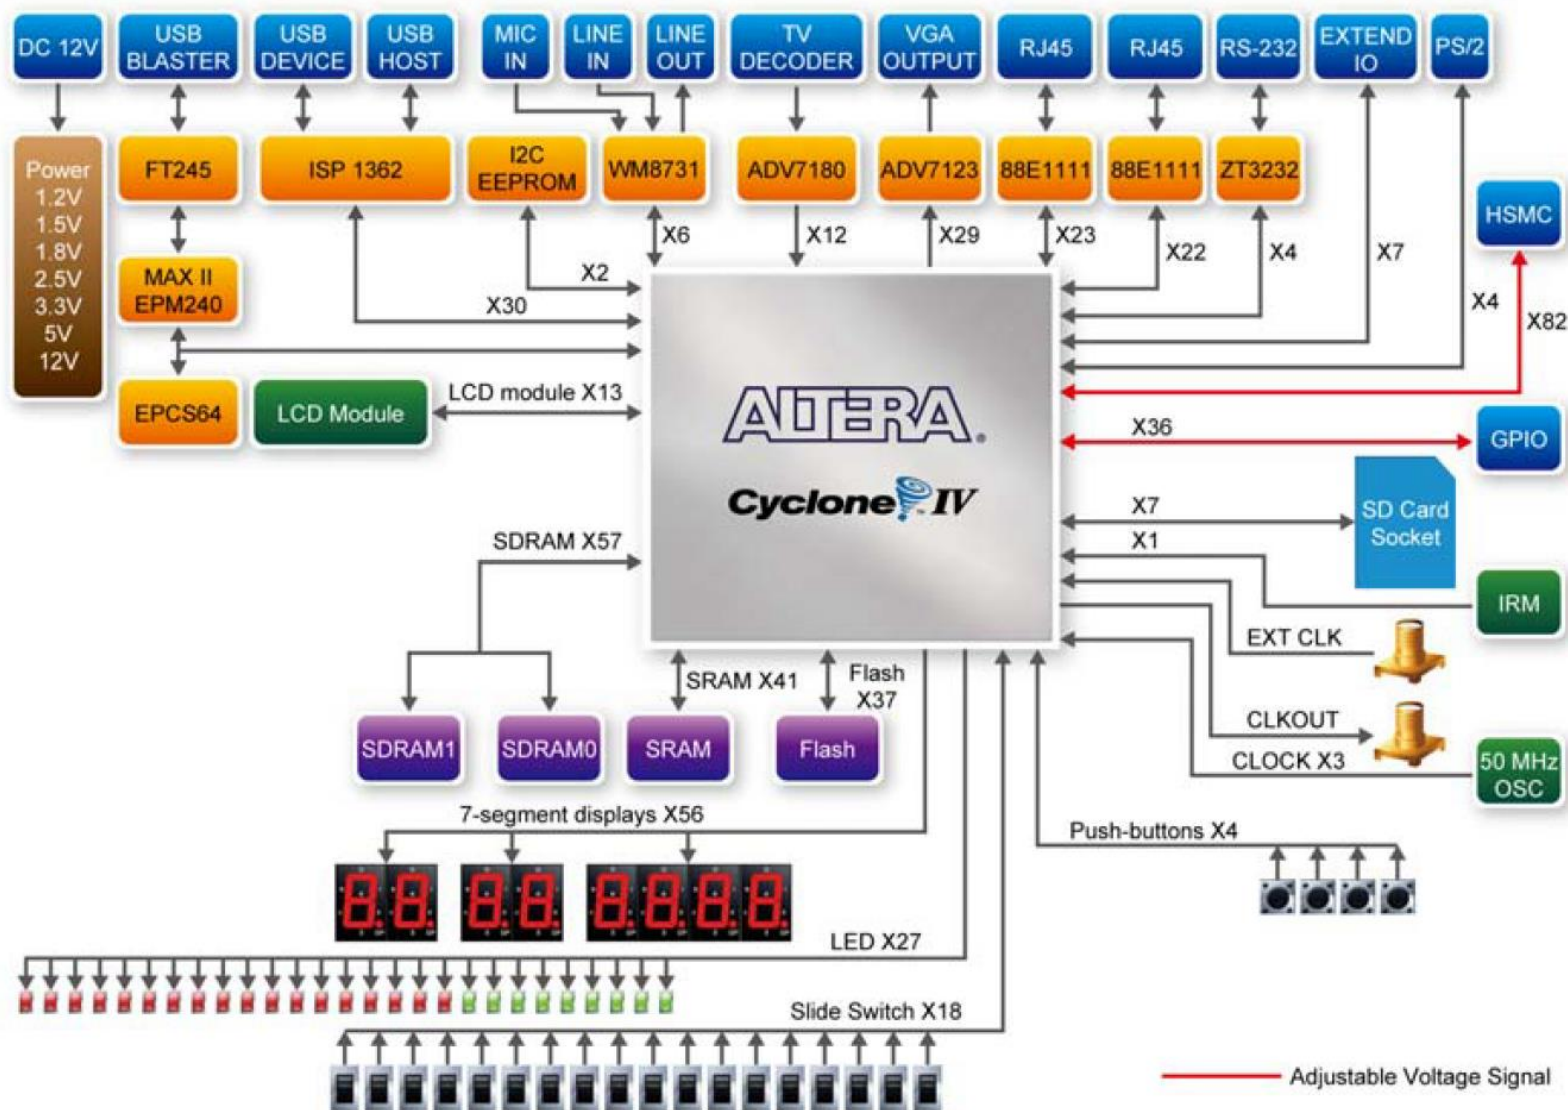 DC 12V
USB
BLASTER
USB
DEVICE
USB
HOST
MIC
IN
LINE
IN
LINE
OUT
TV
DECODER
VGA
OUTPUT
RJ45
RJ45
RS-232
EXTEND
IO
PS/2
Power
1.2V
1.5V
1.8V
2.5V
3.3V
5V
12V
FT245
ISP 1362
I2C
EEPROM
WM8731
ADV7180
ADV7123
88E1111
88E1111
ZT3232
HSMC
X6
X12
X29
X23
X22
X4
X7
X4
X82
X2
X30
MAX II
EPM240
EPCS64
LCD Module
LCD module X13
ALTERA
Cyclone IV
X36
GPIO
X7
SD Card
Socket
X1
IRM
EXT CLK
CLKOUT
CLOCK X3
50 MHz
OSC
SDRAM X57
SRAM X41
Flash
X37
SDRAM1
SDRAM0
SRAM
Flash
7-segment displays X56
Push-buttons X4
LED X27
Slide Switch X18
Adjustable Voltage Signal